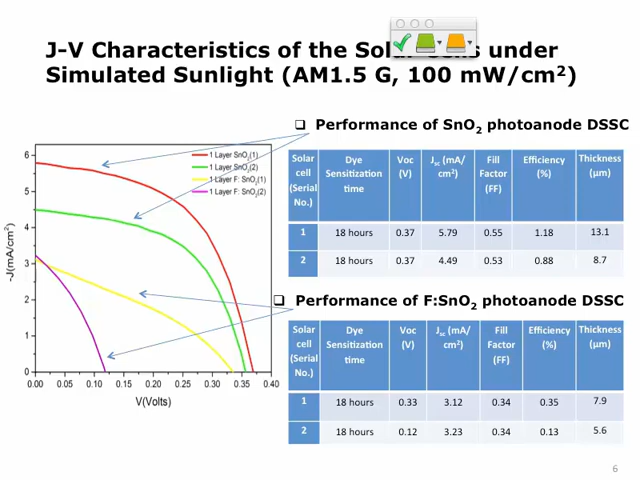 J-V Characteristics of the Solar Cells under
Simulated Sunlight (AM1.5 G, 100 mW/cm²)
❑ Performance of SnO₂ photoanode DSSC
Solar cell (Serial No.) Dye Sensitization time Voc (V) Jsc (mA/cm² Fill Factor (FF) Efficiency (%) Thickness (μm)
1 18 hours 0.37 5.79 0.55 1.18 13.1
2 18 hours 0.37 4.49 0.53 0.88 8.7
❑ Performance of F:SnO₂ photoanode DSSC
Solar cell (Serial No.) Dye Sensitization time Voc (V) Jsc (mA/cm²) Fill Factor (FF) Efficiency (%) Thickness (μm)
1 18 hours 0.33 3.12 0.34 0.35 7.9
2 18 hours 0.12 3.23 0.34 0.13 5.6
1 Layer SnO₂(1)
1 Layer SnO₂(2)
1 Layer F: SnO₂(1)
1 Layer F: SnO₂(2)
-J(mA/cm²)
6
5
4
3
2
1
0
0.00 0.05 0.10 0.15 0.20 0.25 0.30 0.35 0.40
V(Volts)
6